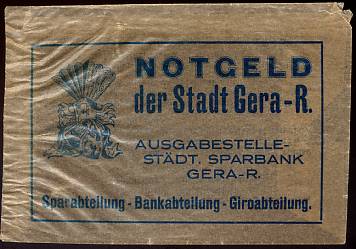 NOTGELD
der Stadt Gera-R.
AUSGABESTELLE-
STÄDT. SPARBANK
GERA-R.
Sparabteilung - Bankabteilung - Giroabteilung.